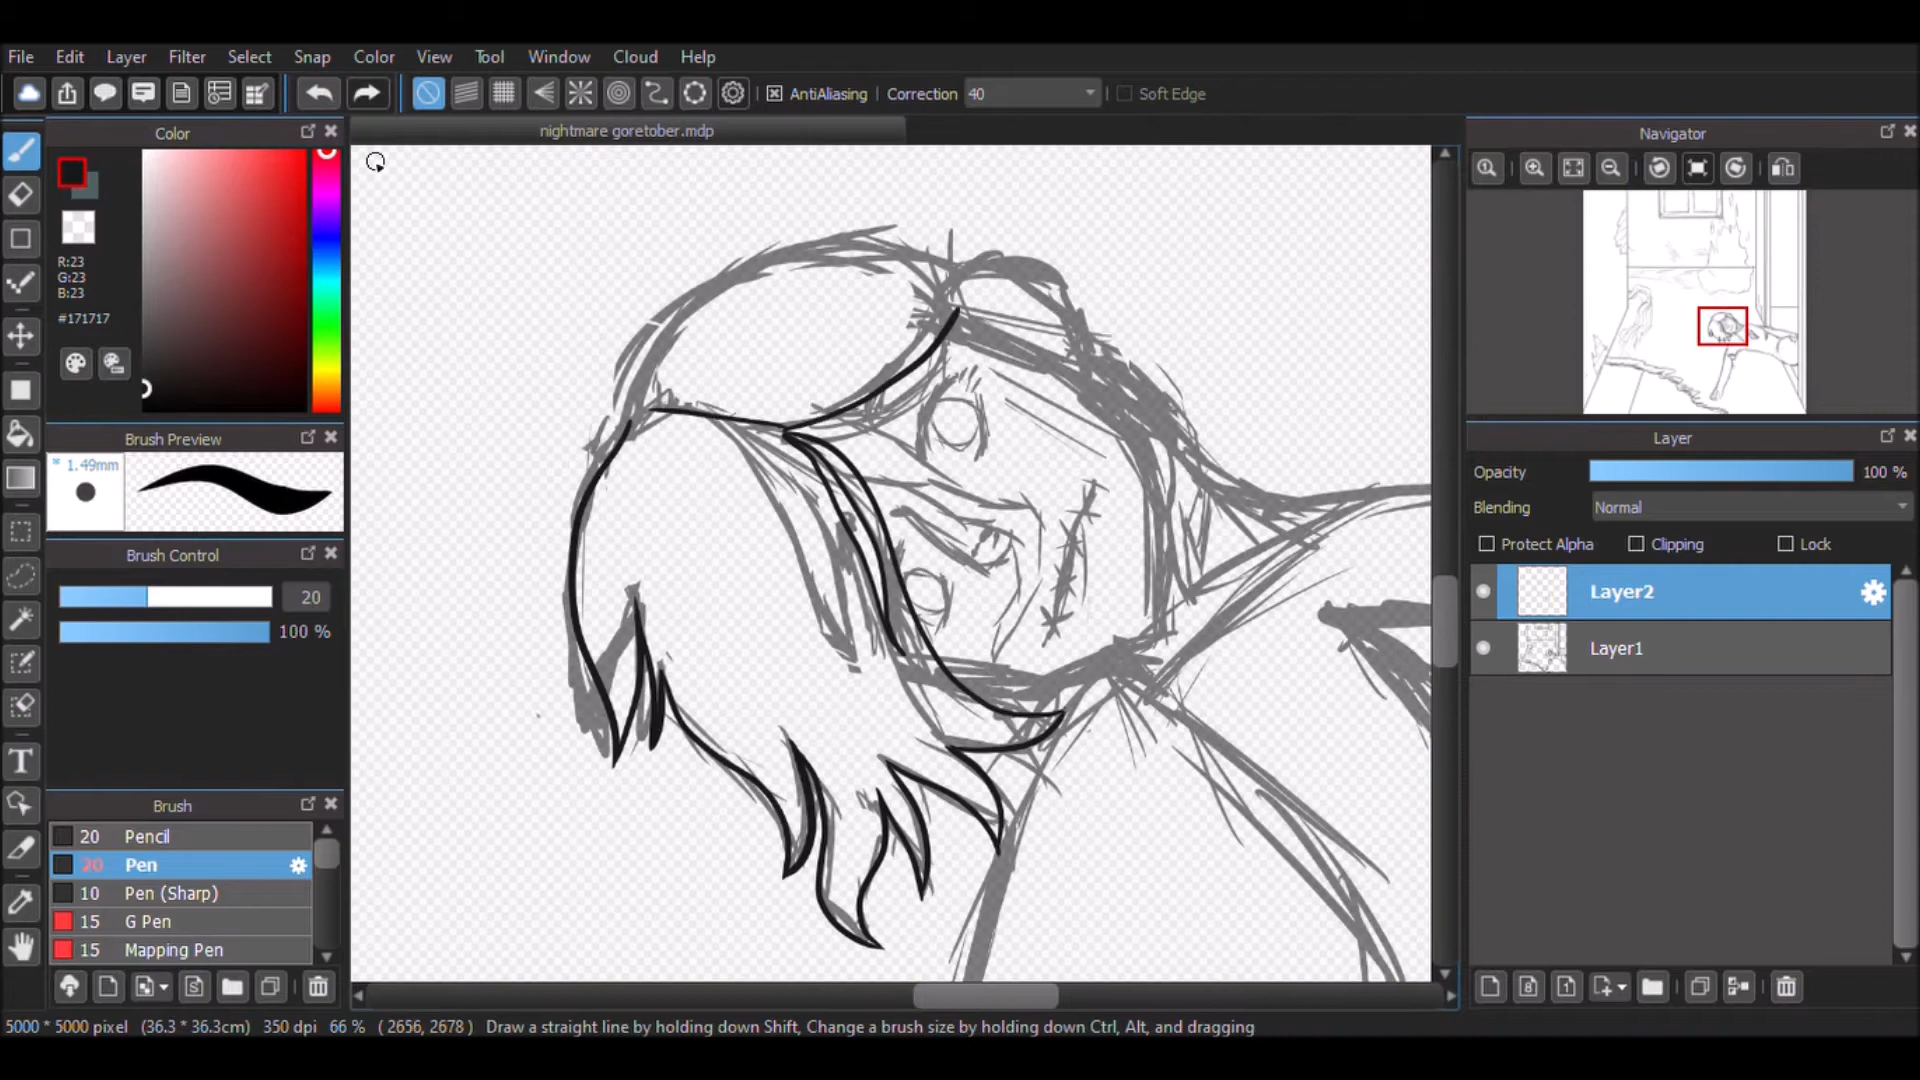 File Edit Layer Filter Select Snap Color View Tool Window Cloud Help
AntiAliasing Correction 40 Soft Edge
Color
nightmare goretober.mdp
Navigator
R:23
G:23
B:23
#171717
Brush Preview
* 1.49mm
Layer
Opacity 100 %
Blending Normal
Protect Alpha Clipping Lock
Brush Control
20
100 %
Layer2
Layer1
Brush
20 Pencil
20 Pen
10 Pen (Sharp)
15 G Pen
15 Mapping Pen
5000 * 5000 pixel (36.3 * 36.3cm) 350 dpi 66 % ( 2656, 2678 ) Draw a straight line by holding down Shift, Change a brush size by holding down Ctrl, Alt, and dragging